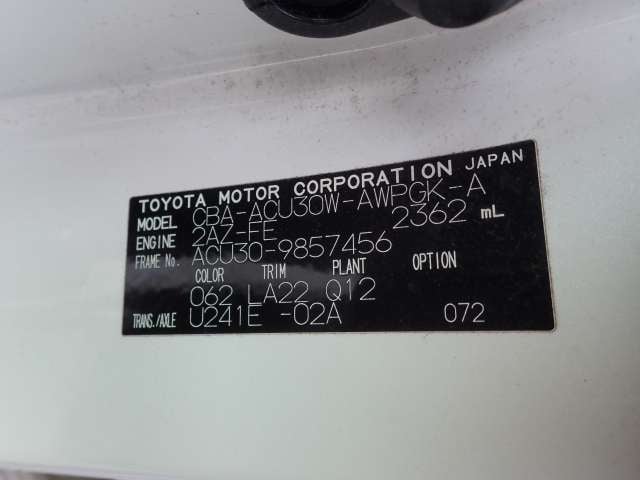 TOYOTA MOTOR CORPORATION JAPAN
MODEL CBA-ACU30W-AWPGK-A
ENGINE 2AZ-FE 2362 mL
FRAME No. ACU30-9857456
COLOR TRIM PLANT OPTION
062 LA22 Q12
TRANS./AXLE U241E -02A 072